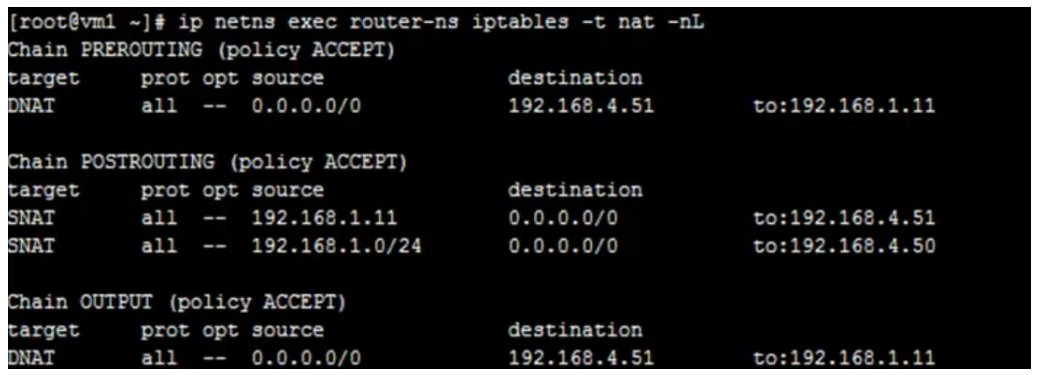 [root@vm1 ~]# ip netns exec router-ns iptables -t nat -nL
Chain PREROUTING (policy ACCEPT)
target     prot opt source               destination
DNAT       all  --  0.0.0.0/0            192.168.4.51         to:192.168.1.11

Chain POSTROUTING (policy ACCEPT)
target     prot opt source               destination
SNAT       all  --  192.168.1.11         0.0.0.0/0            to:192.168.4.51
SNAT       all  --  192.168.1.0/24       0.0.0.0/0            to:192.168.4.50

Chain OUTPUT (policy ACCEPT)
target     prot opt source               destination
DNAT       all  --  0.0.0.0/0            192.168.4.51         to:192.168.1.11